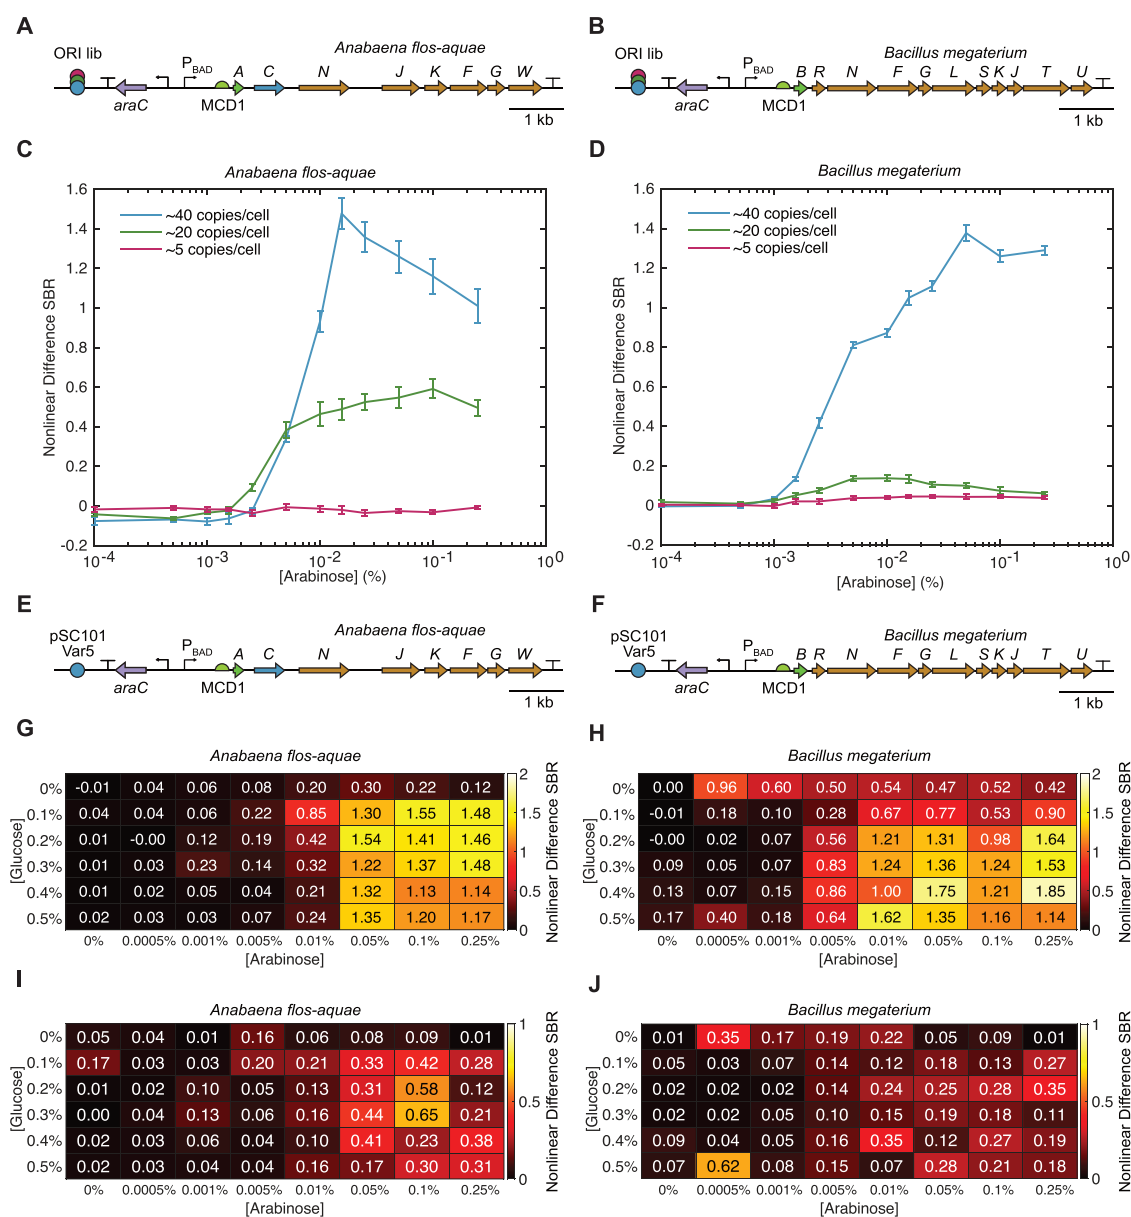 A
Anabaena flos-aquae
ORI lib
P BAD
A C N J K F G W
araC
MCD1
1 kb
B
Bacillus megaterium
ORI lib
P BAD
B R N F G L S K J T U
araC
MCD1
1 kb
C
Anabaena flos-aquae
Nonlinear Difference SBR
1.6
1.4
1.2
1
0.8
0.6
0.4
0.2
0
-0.2
~40 copies/cell
~20 copies/cell
~5 copies/cell
10-4 10-3 10-2 10-1 100
[Arabinose] (%)
D
Bacillus megaterium
Nonlinear Difference SBR
1.6
1.4
1.2
1
0.8
0.6
0.4
0.2
0
-0.2
~40 copies/cell
~20 copies/cell
~5 copies/cell
10-4 10-3 10-2 10-1 100
[Arabinose] (%)
E
Anabaena flos-aquae
pSC101
Var5
P BAD
A C N J K F G W
araC
MCD1
1 kb
F
Bacillus megaterium
pSC101
Var5
P BAD
B R N F G L S K J T U
araC
MCD1
1 kb
G
Anabaena flos-aquae
[Glucose]
0% -0.01 0.04 0.06 0.08 0.20 0.30 0.22 0.12
0.1% 0.04 0.04 0.06 0.22 0.85 1.30 1.55 1.48
0.2% 0.01 -0.00 0.12 0.19 0.42 1.54 1.41 1.46
0.3% 0.01 0.03 0.23 0.14 0.32 1.22 1.37 1.48
0.4% 0.01 0.02 0.05 0.04 0.21 1.32 1.13 1.14
0.5% 0.02 0.03 0.03 0.07 0.24 1.35 1.20 1.17
0% 0.0005% 0.001% 0.005% 0.01% 0.05% 0.1% 0.25%
[Arabinose]
2
1.5
1
0.5
0
Nonlinear Difference SBR
H
Bacillus megaterium
[Glucose]
0% 0.00 0.96 0.60 0.50 0.54 0.47 0.52 0.42
0.1% -0.01 0.18 0.10 0.28 0.67 0.77 0.53 0.90
0.2% -0.00 0.02 0.07 0.56 1.21 1.31 0.98 1.64
0.3% 0.09 0.05 0.07 0.83 1.24 1.36 1.24 1.53
0.4% 0.13 0.07 0.15 0.86 1.00 1.75 1.21 1.85
0.5% 0.17 0.40 0.18 0.64 1.62 1.35 1.16 1.14
0% 0.0005% 0.001% 0.005% 0.01% 0.05% 0.1% 0.25%
[Arabinose]
2
1.5
1
0.5
0
Nonlinear Difference SBR
I
Anabaena flos-aquae
[Glucose]
0% 0.05 0.04 0.01 0.16 0.06 0.08 0.09 0.01
0.1% 0.17 0.03 0.03 0.20 0.21 0.33 0.42 0.28
0.2% 0.01 0.02 0.10 0.05 0.13 0.31 0.58 0.12
0.3% 0.00 0.04 0.13 0.06 0.16 0.44 0.65 0.21
0.4% 0.02 0.03 0.06 0.04 0.10 0.41 0.23 0.38
0.5% 0.02 0.03 0.04 0.04 0.16 0.17 0.30 0.31
0% 0.0005% 0.001% 0.005% 0.01% 0.05% 0.1% 0.25%
[Arabinose]
1
0.5
0
Nonlinear Difference SBR
J
Bacillus megaterium
[Glucose]
0% 0.01 0.35 0.17 0.19 0.22 0.05 0.09 0.01
0.1% 0.05 0.03 0.07 0.14 0.12 0.18 0.13 0.27
0.2% 0.02 0.02 0.02 0.14 0.24 0.25 0.28 0.35
0.3% 0.02 0.02 0.02 0.10 0.15 0.19 0.18 0.11
0.4% 0.09 0.04 0.05 0.16 0.35 0.12 0.27 0.19
0.5% 0.07 0.62 0.08 0.15 0.07 0.28 0.21 0.18
0% 0.0005% 0.001% 0.005% 0.01% 0.05% 0.1% 0.25%
[Arabinose]
1
0.5
0
Nonlinear Difference SBR